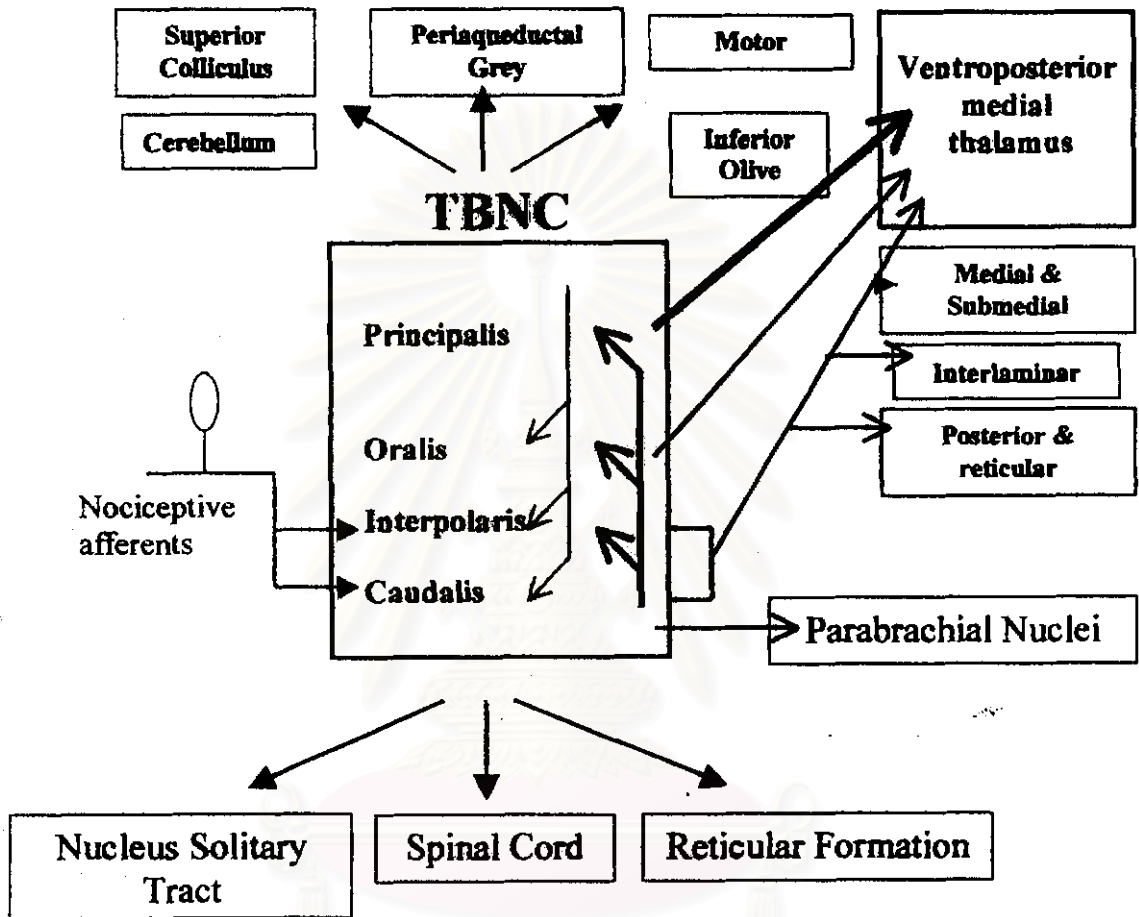 Superior
Colliculus
Periaqueductal
Grey
Motor
Ventroposterior
medial
thalamus
Cerebellum
Inferior
Olive
TBNC
Medial &
Submedial
Principalis
Interlaminar
Oralis
Posterior &
reticular
Nociceptive
afferents
Interpolaris
Caudalis
Parabrachial Nuclei
Nucleus Solitary
Tract
Spinal Cord
Reticular Formation